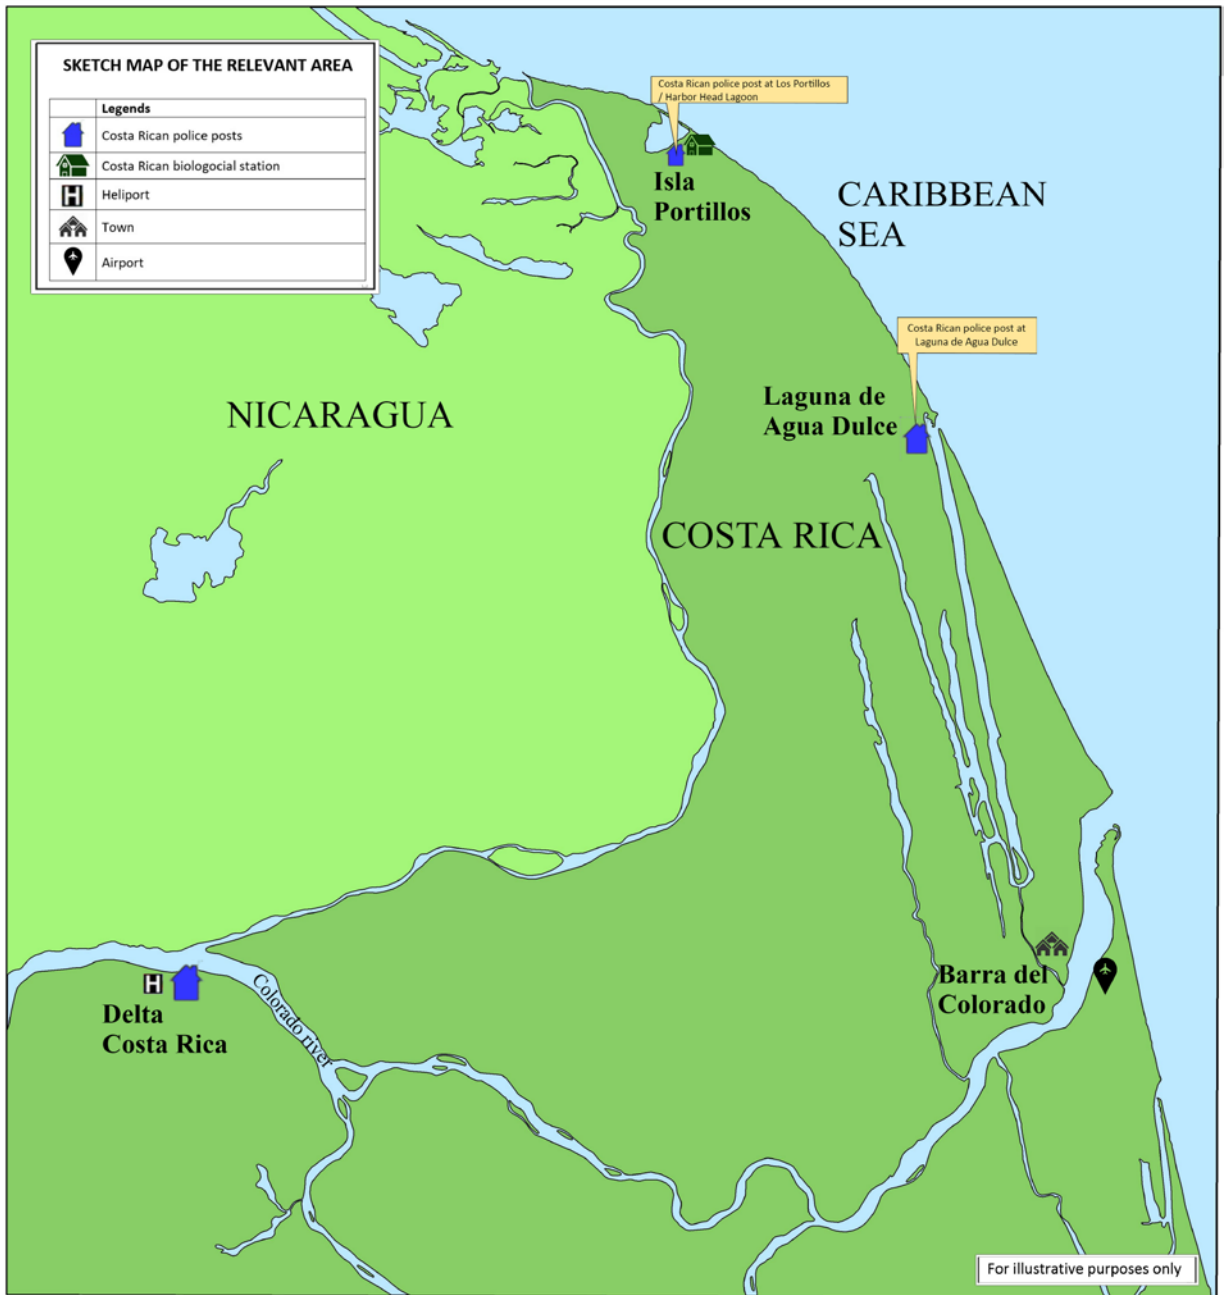 SKETCH MAP OF THE RELEVANT AREA
Legends
Costa Rican police posts
Costa Rican biologocial station
H
Heliport
Town
Airport
Costa Rican police post at Los Portillos
/ Harbor Head Lagoon
Isla
Portillos
CARIBBEAN
SEA
Costa Rican police post at
Laguna de Agua Dulce
Laguna de
Agua Dulce
NICARAGUA
COSTA RICA
H
Delta
Costa Rica
Colorado river
Barra del
Colorado
For illustrative purposes only